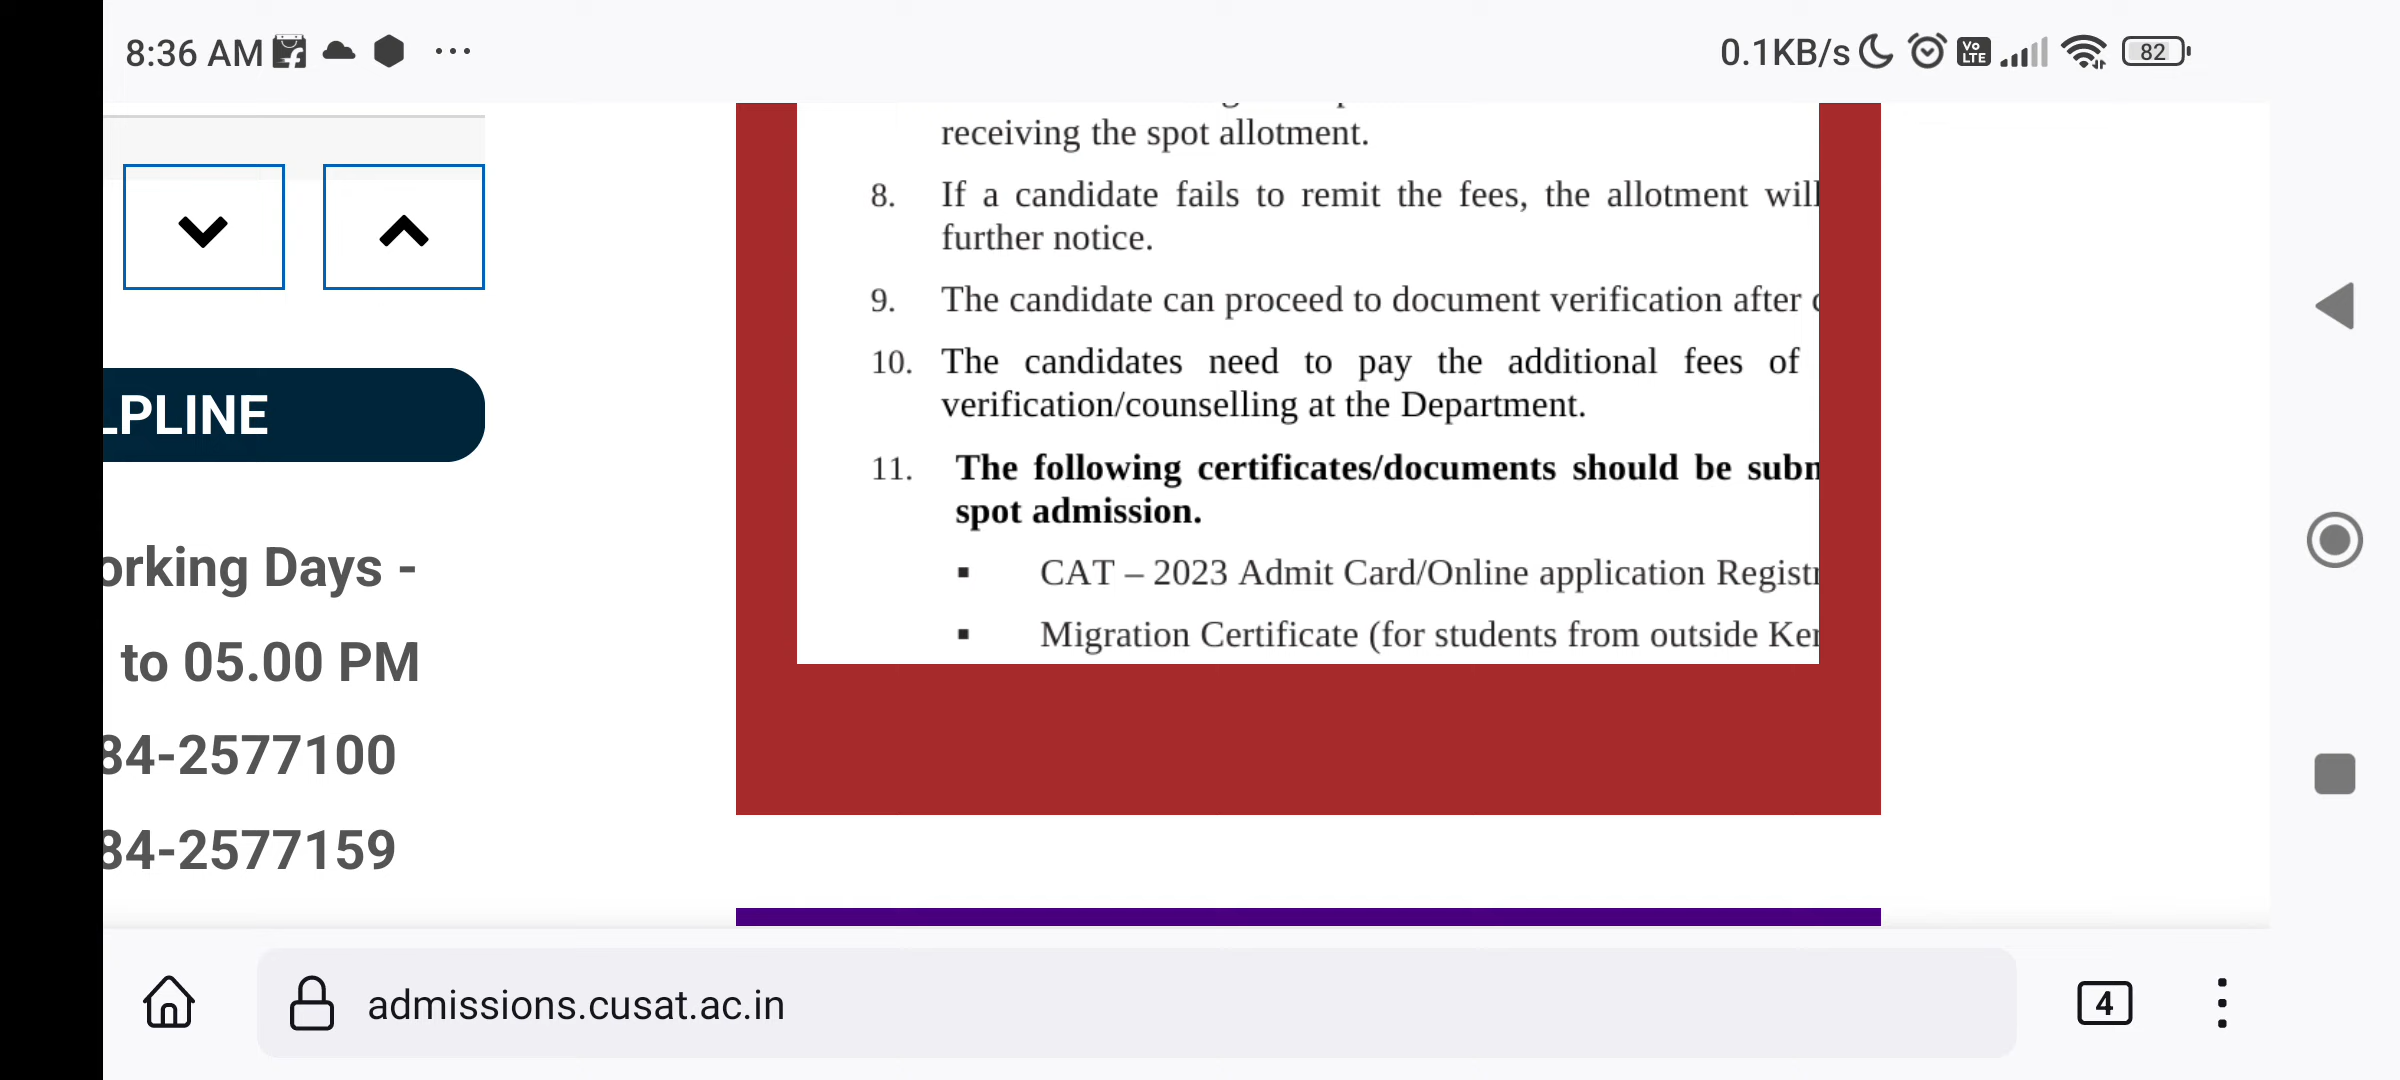 8:36 AM
0.1KB/s
Vo LTE
82
receiving the spot allotment.
8. If a candidate fails to remit the fees, the allotment will
further notice.
9. The candidate can proceed to document verification after
10. The candidates need to pay the additional fees of
verification/counselling at the Department.
11. The following certificates/documents should be
spot admission.
▪ CAT – 2023 Admit Card/Online application
▪ Migration Certificate (for students from outside
PLINE
orking Days -
to 05.00 PM
84-2577100
84-2577159
admissions.cusat.ac.in
4